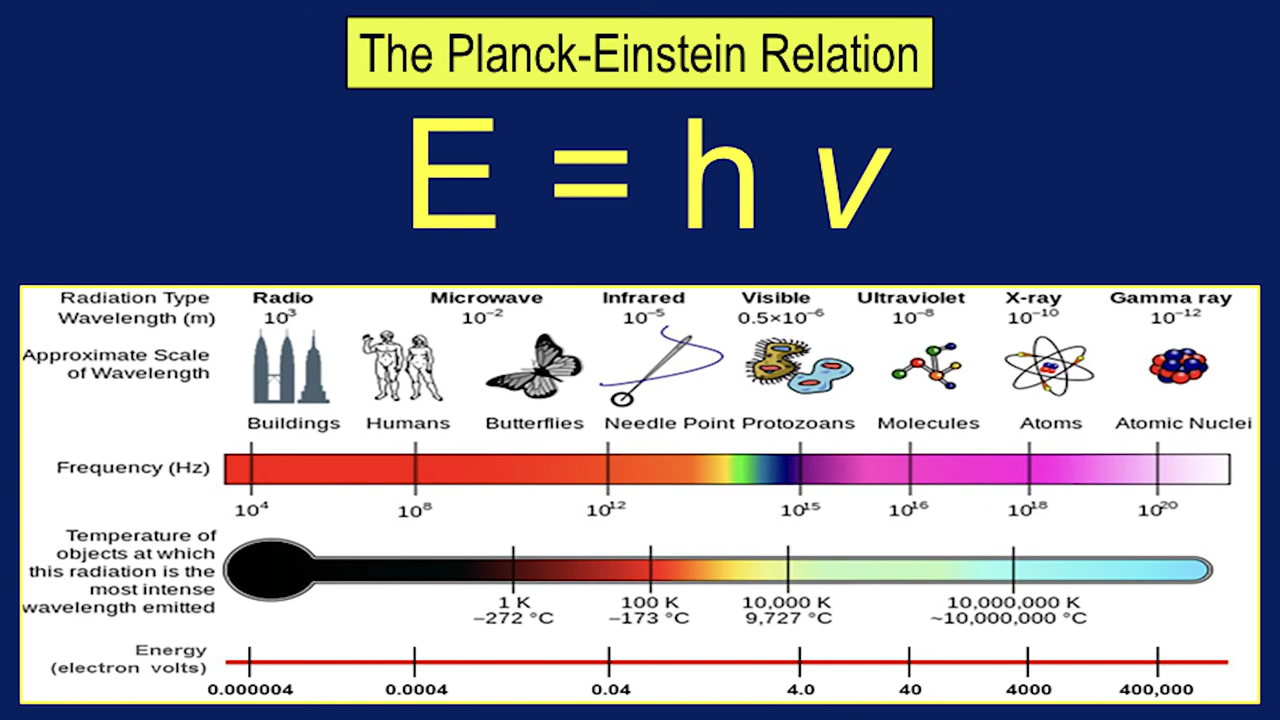 The Planck-Einstein Relation
E = h ν
Radiation Type Radio Microwave Infrared Visible Ultraviolet X-ray Gamma ray
Wavelength (m) 10³ 10⁻² 10⁻⁵ 0.5×10⁻⁶ 10⁻⁸ 10⁻¹⁰ 10⁻¹²
Approximate Scale
of Wavelength
Buildings Humans Butterflies Needle Point Protozoans Molecules Atoms Atomic Nuclei
Frequency (Hz)
10⁴ 10⁸ 10¹² 10¹⁵ 10¹⁶ 10¹⁸ 10²⁰
Temperature of
objects at which
this radiation is the
most intense
wavelength emitted
1 K 100 K 10,000 K 10,000,000 K
−272 °C −173 °C 9,727 °C ~10,000,000 °C
Energy
(electron volts)
0.000004 0.0004 0.04 4.0 40 4000 400,000